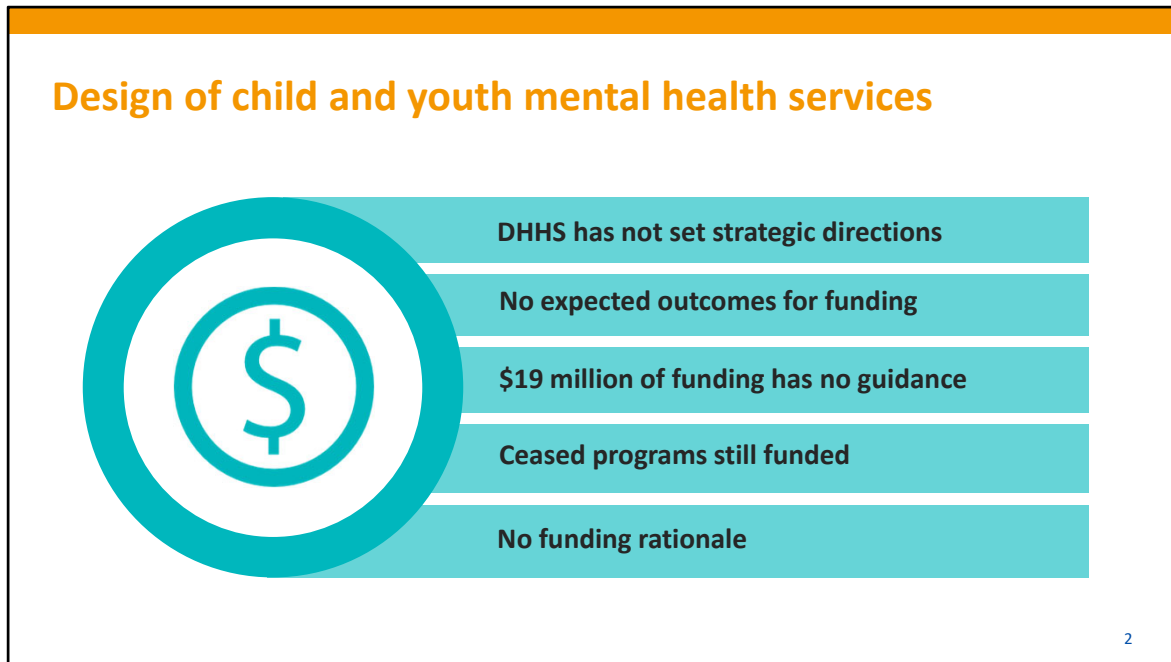 Design of child and youth mental health services
$
DHHS has not set strategic directions
No expected outcomes for funding
$19 million of funding has no guidance
Ceased programs still funded
No funding rationale
2